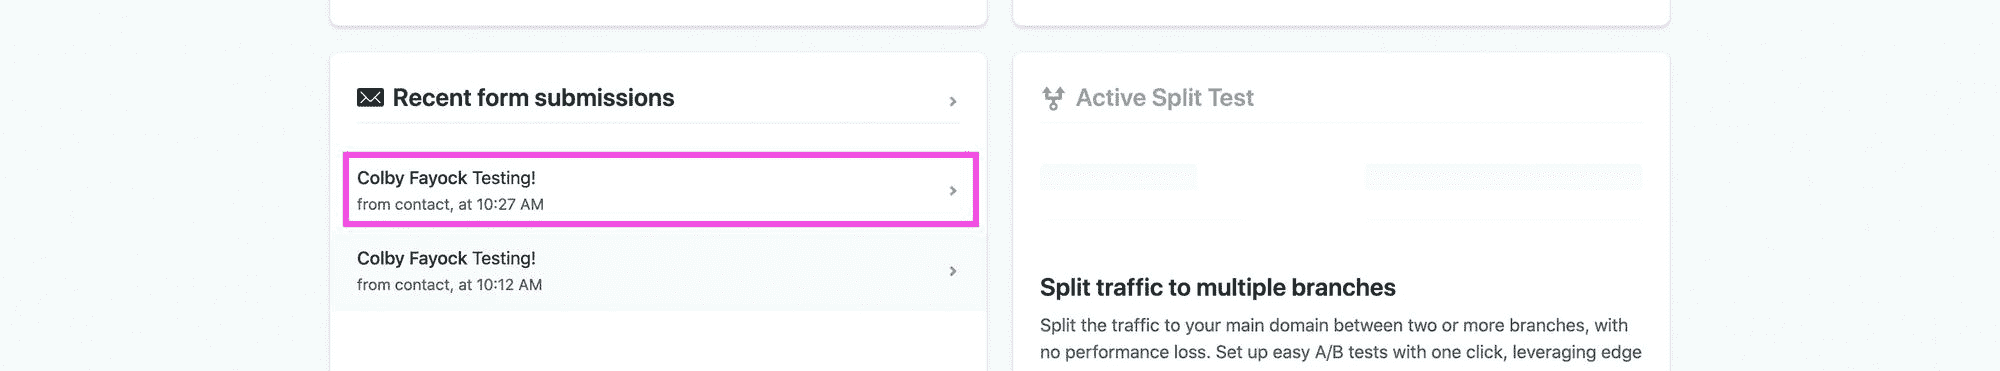 Recent form submissions
Colby Fayock Testing!
from contact, at 10:27 AM
Colby Fayock Testing!
from contact, at 10:12 AM
Active Split Test
Split traffic to multiple branches
Split the traffic to your main domain between two or more branches, with
no performance loss. Set up easy A/B tests with one click, leveraging edge